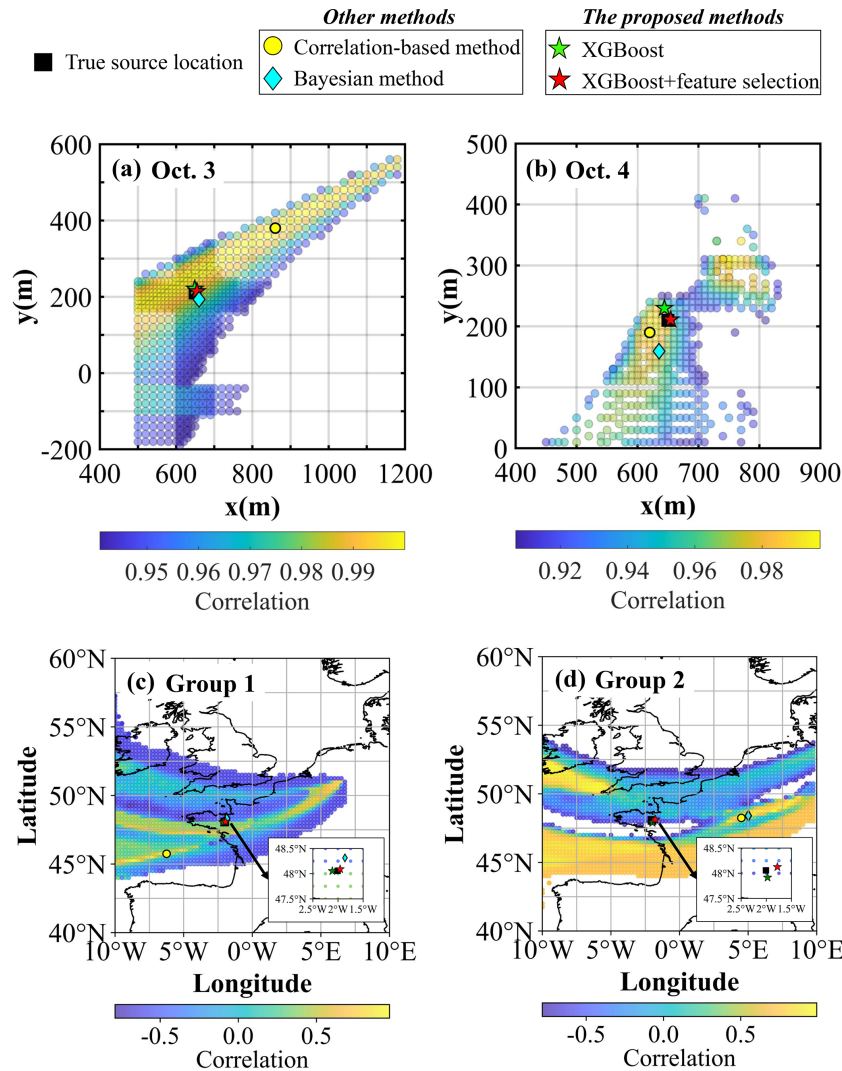 Other methods
The proposed methods
True source location
Correlation-based method
Bayesian method
XGBoost
XGBoost+feature selection
(a) Oct. 3
600
400
200
0
-200
y(m)
400 600 800 1000 1200
x(m)
0.95 0.96 0.97 0.98 0.99
Correlation
(b) Oct. 4
500
400
300
200
100
0
y(m)
400 500 600 700 800 900
x(m)
0.92 0.94 0.96 0.98
Correlation
(c) Group 1
60°N
55°N
50°N
45°N
40°N
Latitude
48.5°N
48°N
47.5°N
2.5°W 2°W 1.5°W
10°W 5°W 0°W 5°E 10°E
Longitude
-0.5 0.0 0.5
Correlation
(d) Group 2
60°N
55°N
50°N
45°N
40°N
Latitude
48.5°N
48°N
47.5°N
2.5°W 2°W 1.5°W
10°W 5°W 0°W 5°E 10°E
Longitude
-0.5 0.0 0.5
Correlation